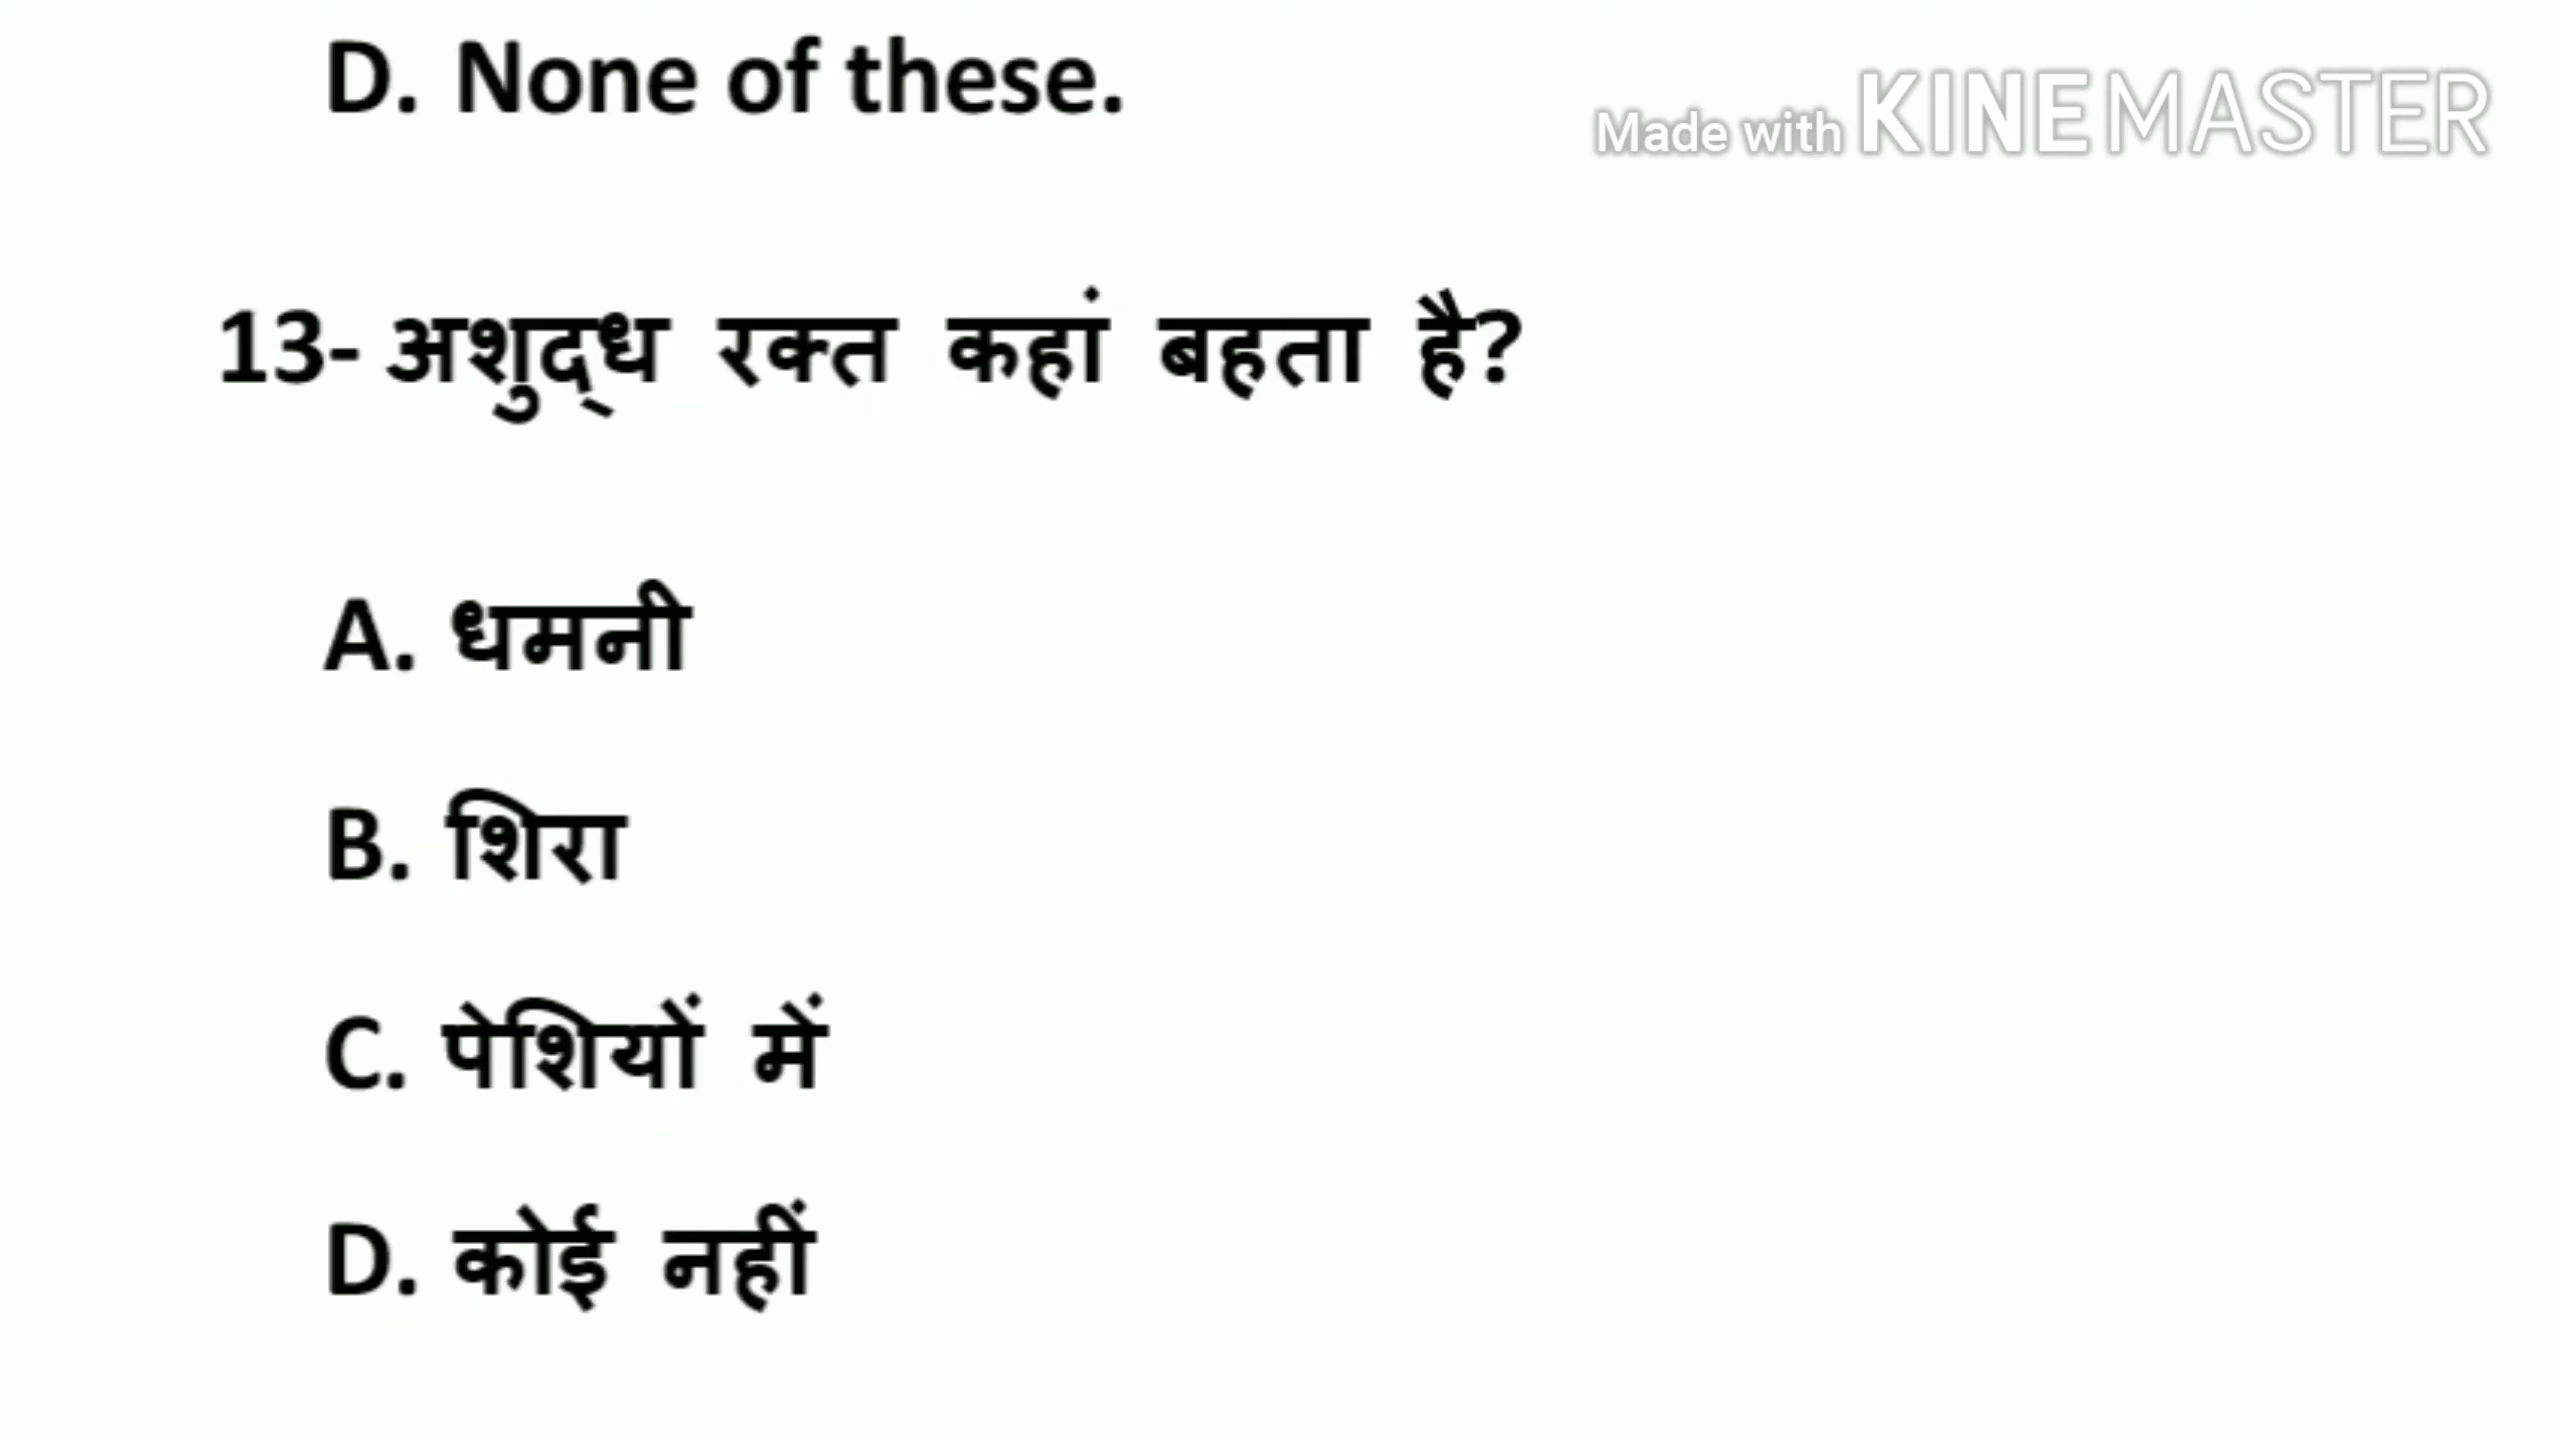 D. None of these.
Made with KINEMASTER
13- अशुद्ध रक्त कहां बहता है?
A. धमनी
B. शिरा
C. पेशियों में
D. कोई नहीं